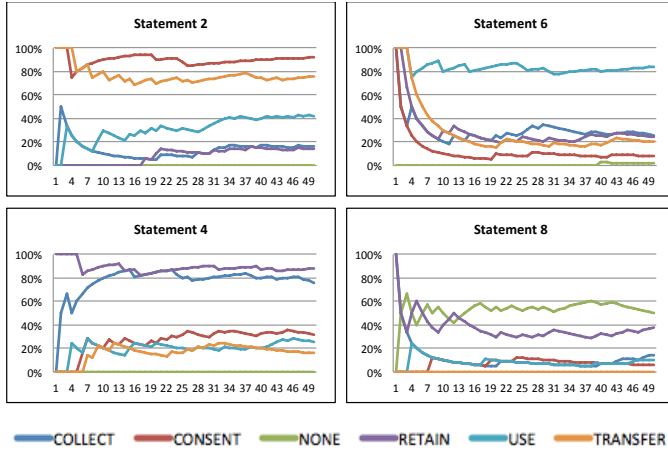 Statement 2
100%
80%
60%
40%
20%
0%
1 4 7 10 13 16 19 22 25 28 31 34 37 40 43 46 49
Statement 6
100%
80%
60%
40%
20%
0%
1 4 7 10 13 16 19 22 25 28 31 34 37 40 43 46 49
Statement 4
100%
80%
60%
40%
20%
0%
1 4 7 10 13 16 19 22 25 28 31 34 37 40 43 46 49
Statement 8
100%
80%
60%
40%
20%
0%
1 4 7 10 13 16 19 22 25 28 31 34 37 40 43 46 49
COLLECT CONSENT NONE RETAIN USE TRANSFER